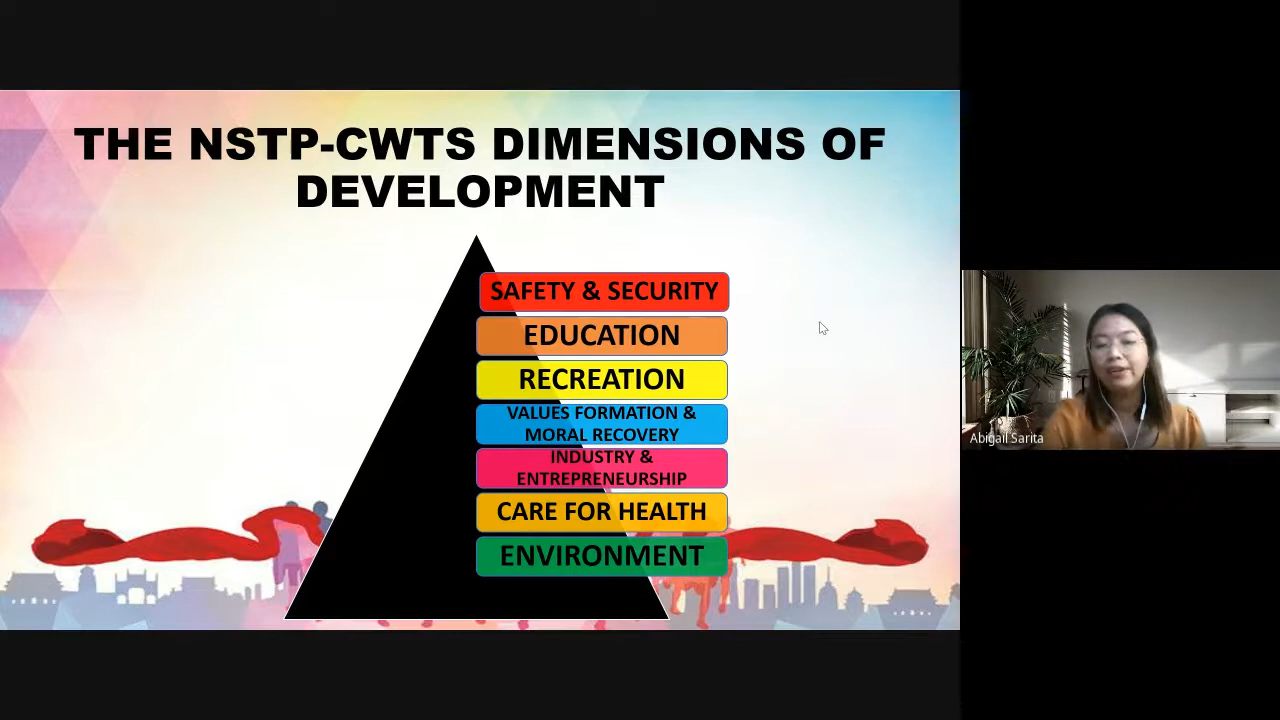 THE NSTP-CWTS DIMENSIONS OF
DEVELOPMENT
SAFETY & SECURITY
EDUCATION
RECREATION
VALUES FORMATION &
MORAL RECOVERY
INDUSTRY &
ENTREPRENEURSHIP
CARE FOR HEALTH
ENVIRONMENT
Abigail Sarita